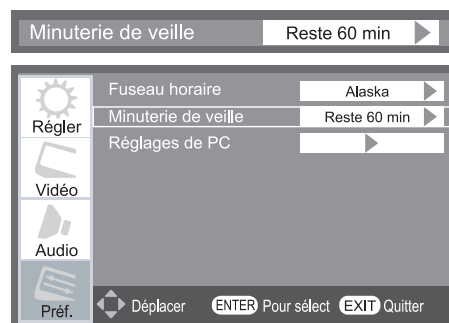 Minuterie de veille Reste 60 min
Fuseau horaire Alaska
Régler
Minuterie de veille Reste 60 min
Réglages de PC
Vidéo
Audio
Préf.
Déplacer ENTER Pour sélect EXIT Quitter